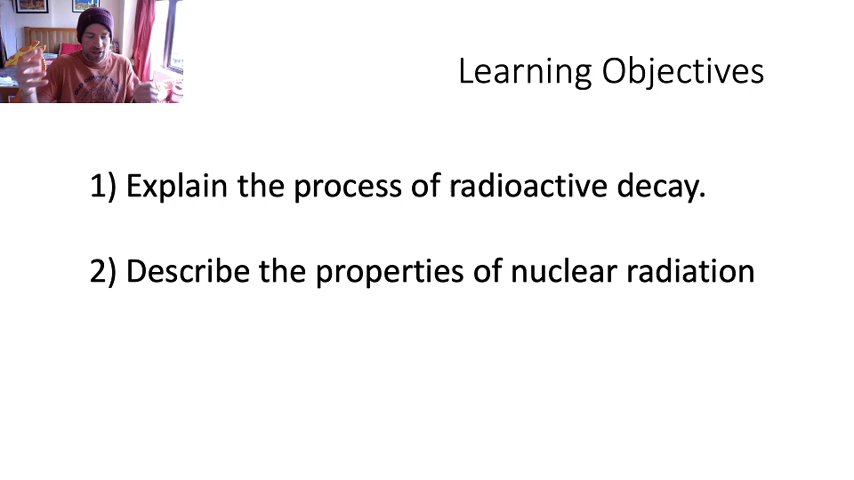 Learning Objectives
1) Explain the process of radioactive decay.
2) Describe the properties of nuclear radiation